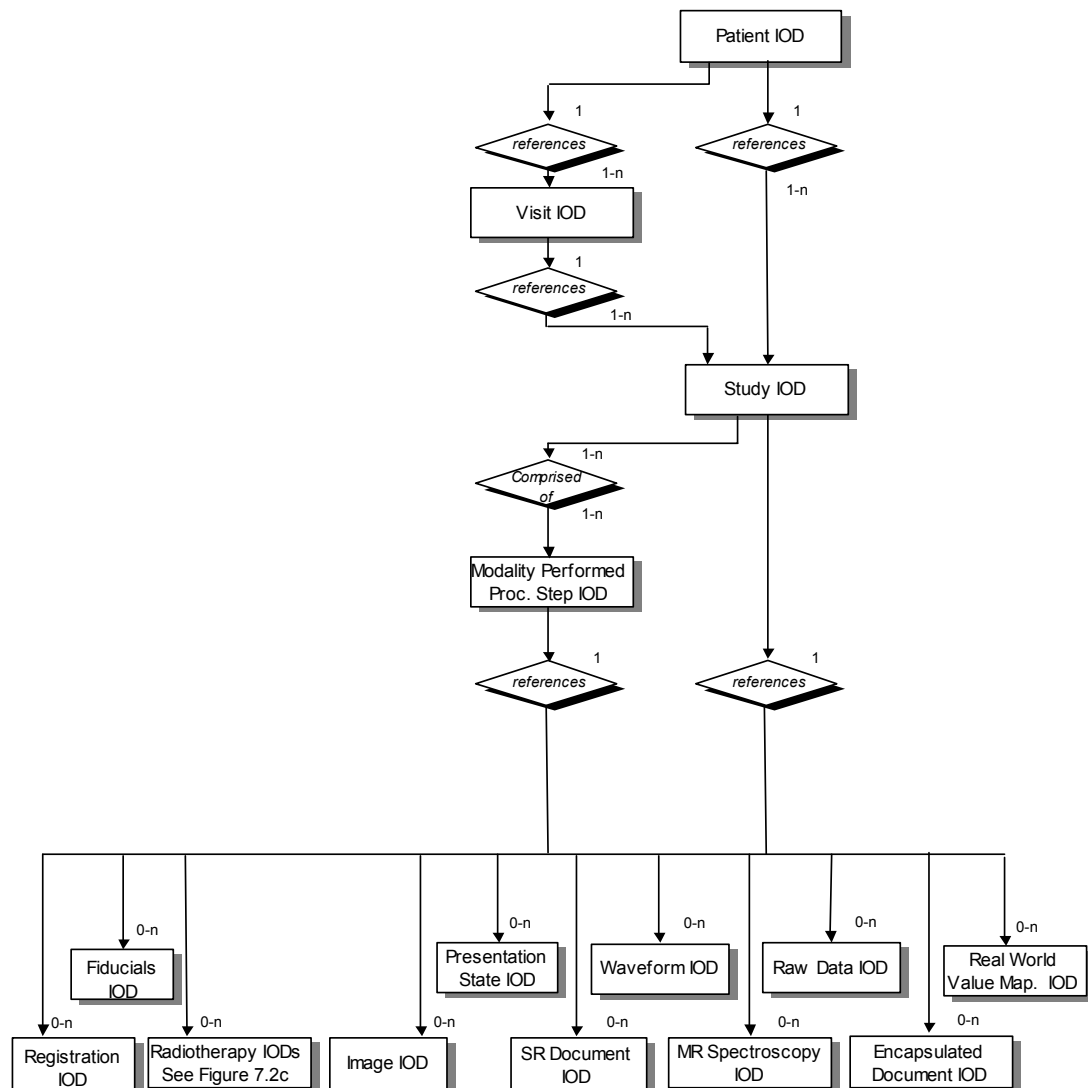 Patient IOD
1
1
references
references
1-n
1-n
Visit IOD
1
references
1-n
Study IOD
1-n
Comprised
of
1-n
Modality Performed
Proc. Step IOD
1
1
references
references
0-n
0-n
0-n
0-n
0-n
Fiducials
IOD
Presentation
State IOD
Waveform IOD
Raw Data IOD
Real World
Value Map. IOD
0-n
0-n
0-n
0-n
0-n
0-n
Registration
IOD
Radiotherapy IODs
See Figure 7.2c
Image IOD
SR Document
IOD
MR Spectroscopy
IOD
Encapsulated
Document IOD